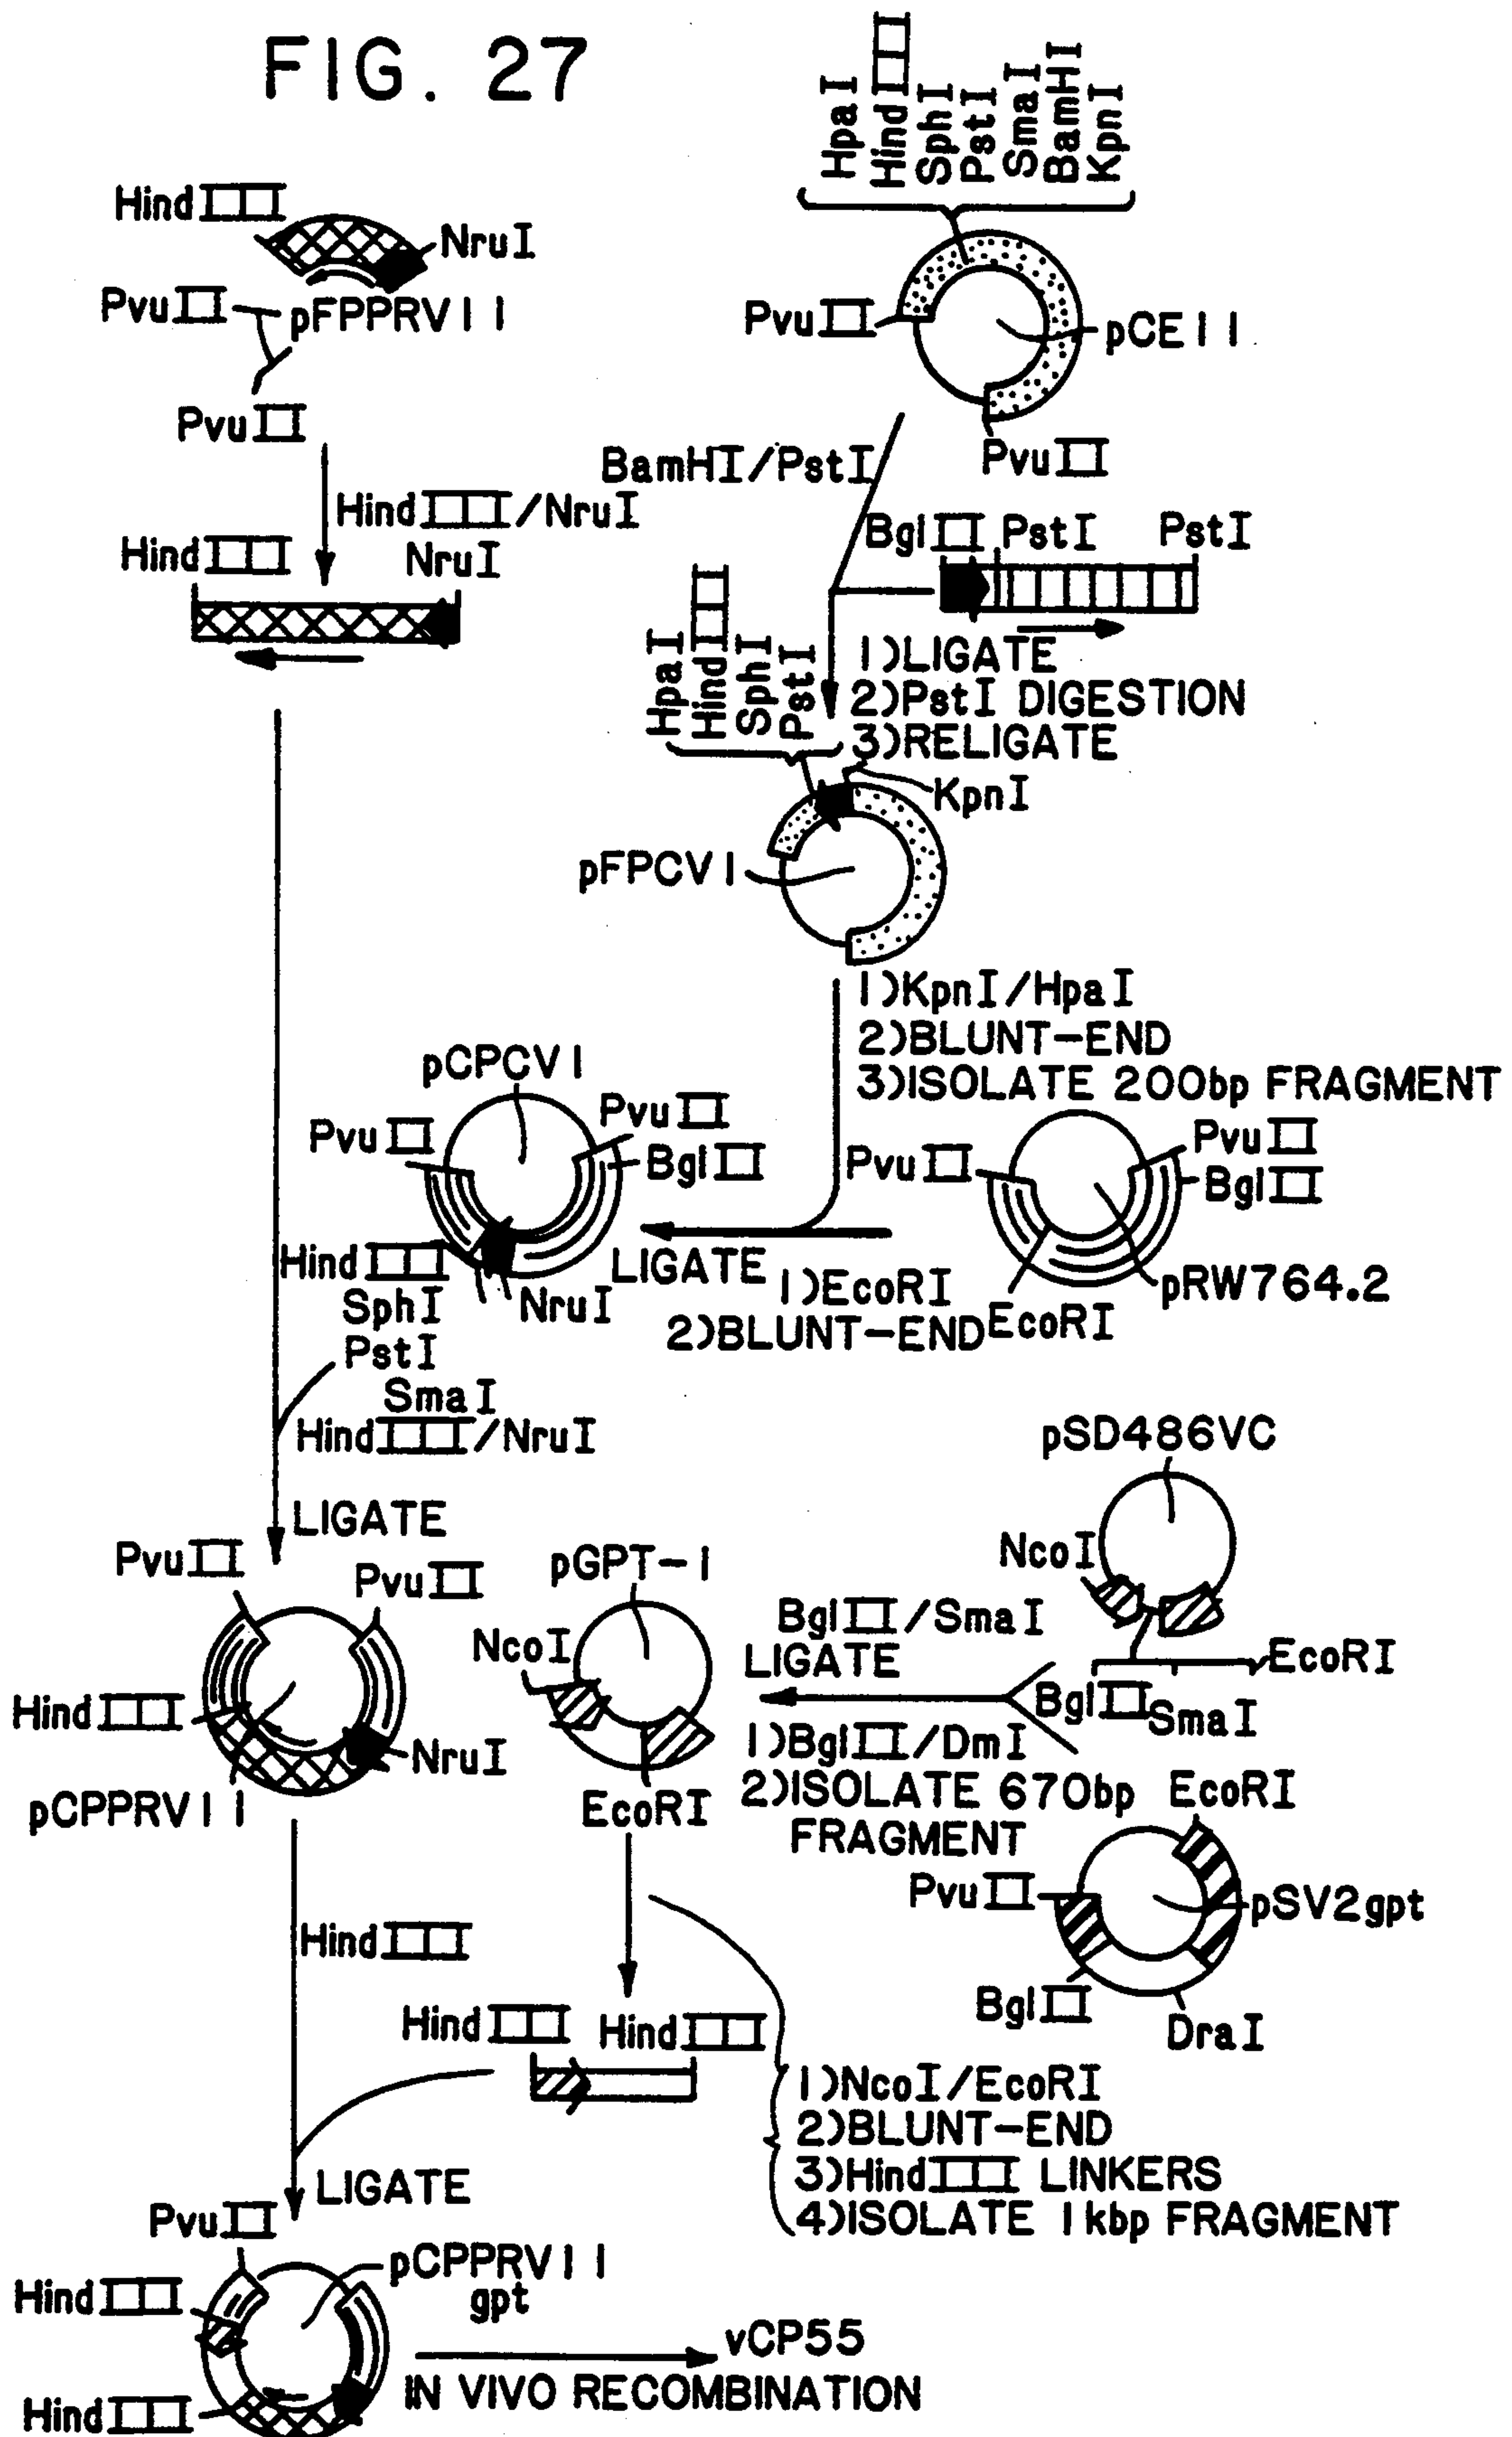 FIG. 27
HpaI
HindIII
SphI
PstI
SmaI
BamHI
KpnI
HindIII
NruI
PvuII
pFPPRV11
PvuII
PvuII
pCE11
PvuII
HindIII/NruI
BamHI/PstI
HindIII
NruI
BglII
PstI
PstI
HpaI
HindIII
SphI
PstI
1)LIGATE
2)PstI DIGESTION
3)RELIGATE
KpnI
pFPCV1
1)KpnI/HpaI
2)BLUNT-END
3)ISOLATE 200bp FRAGMENT
pCPCV1
PvuII
PvuII
BglII
PvuII
PvuII
BglII
HindIII
SphI
PstI
SmaI
NruI
LIGATE
1)EcoRI
2)BLUNT-END
EcoRI
pRW764.2
HindIII/NruI
LIGATE
pSD486VC
NcoI
EcoRI
BglII
SmaI
PvuII
PvuII
HindIII
NruI
pCPPRV11
pGPT-1
NcoI
EcoRI
BglII/SmaI
LIGATE
1)BglII/DmI
2)ISOLATE 670bp
FRAGMENT
EcoRI
PvuII
pSV2gpt
BglII
DraI
HindIII
HindIII
HindIII
1)NcoI/EcoRI
2)BLUNT-END
3)HindIII LINKERS
4)ISOLATE 1kbp FRAGMENT
LIGATE
PvuII
HindIII
pCPPRV11
gpt
HindIII
vCP55
IN VIVO RECOMBINATION